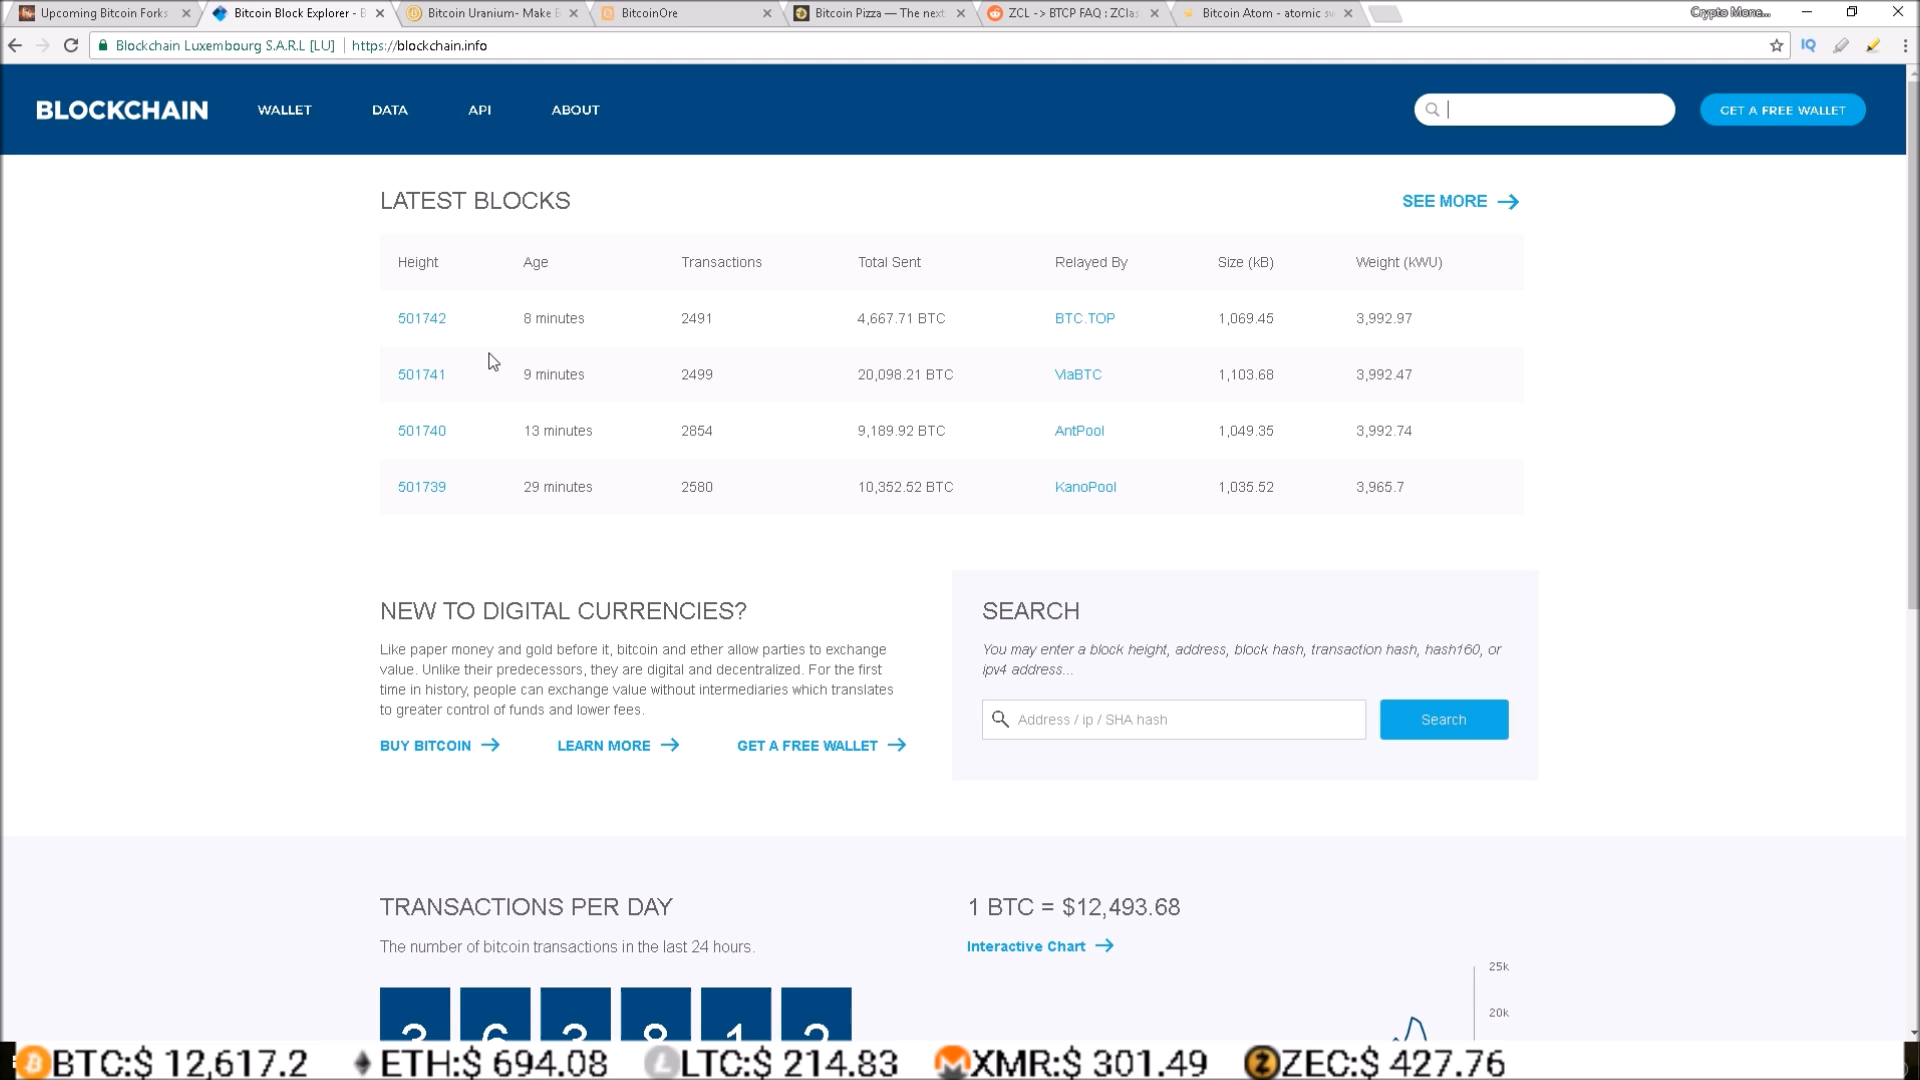 Upcoming Bitcoin Forks
Bitcoin Block Explorer - B
Bitcoin Uranium- Make B
BitcoinOre
Bitcoin Pizza — The next
ZCL -> BTCP FAQ : ZClas
Bitcoin Atom - atomic sw
Crypto Mone...
Blockchain Luxembourg S.A.R.L [LU] https://blockchain.info
IQ
BLOCKCHAIN WALLET DATA API ABOUT GET A FREE WALLET
LATEST BLOCKS SEE MORE
Height Age Transactions Total Sent Relayed By Size (kB) Weight (kWU)
501742 8 minutes 2491 4,667.71 BTC BTC.TOP 1,069.45 3,992.97
501741 9 minutes 2499 20,098.21 BTC ViaBTC 1,103.68 3,992.47
501740 13 minutes 2854 9,189.92 BTC AntPool 1,049.35 3,992.74
501739 29 minutes 2580 10,352.52 BTC KanoPool 1,035.52 3,965.7
NEW TO DIGITAL CURRENCIES?
Like paper money and gold before it, bitcoin and ether allow parties to exchange
value. Unlike their predecessors, they are digital and decentralized. For the first
time in history, people can exchange value without intermediaries which translates
to greater control of funds and lower fees.
BUY BITCOIN LEARN MORE GET A FREE WALLET
SEARCH
You may enter a block height, address, block hash, transaction hash, hash160, or
ipv4 address...
Address / ip / SHA hash Search
TRANSACTIONS PER DAY
The number of bitcoin transactions in the last 24 hours.
1 BTC = $12,493.68
Interactive Chart
25k
20k
BTC:$ 12,617.2 ETH:$ 694.08 LTC:$ 214.83 XMR:$ 301.49 ZEC:$ 427.76